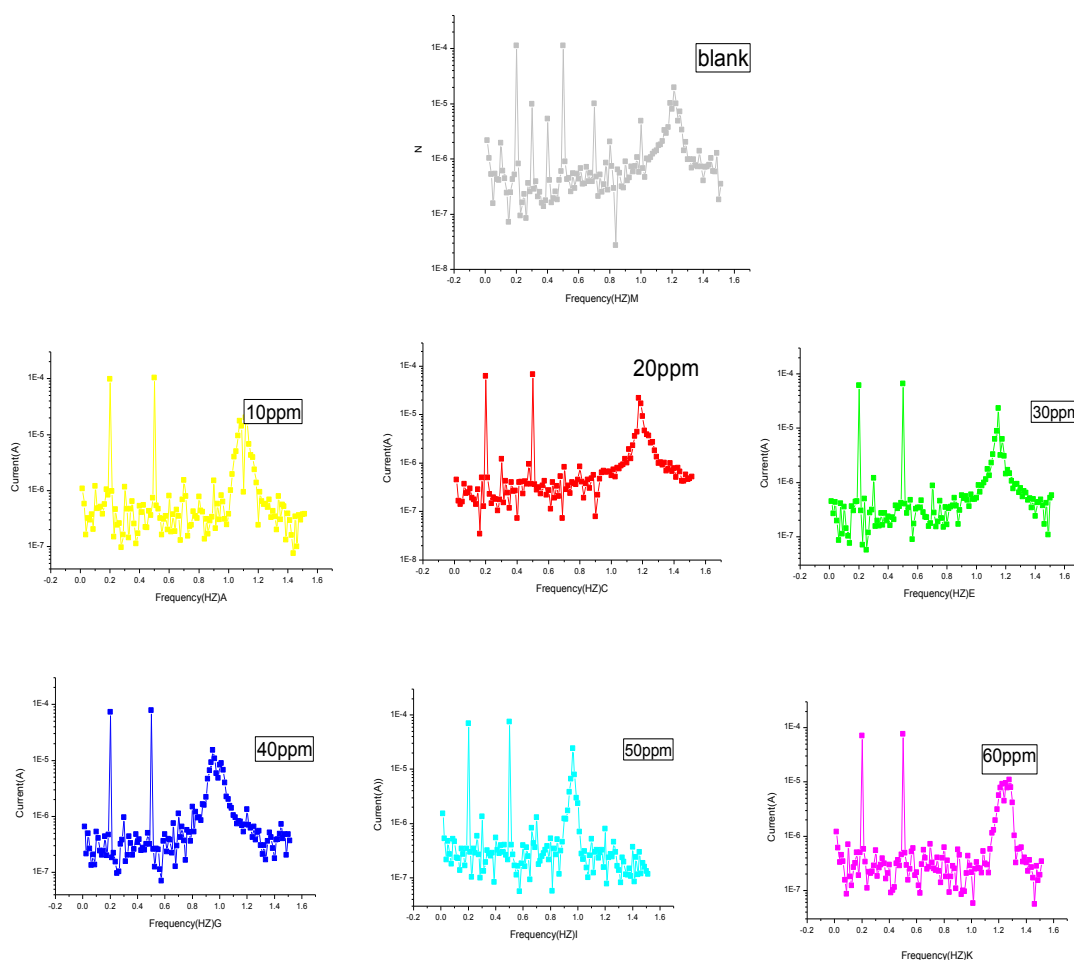 1E-4
1E-5
1E-6
1E-7
1E-8
N
blank
-0.2 0.0 0.2 0.4 0.6 0.8 1.0 1.2 1.4 1.6
Frequency(HZ)M
1E-4
1E-5
1E-6
1E-7
Current(A)
10ppm
-0.2 0.0 0.2 0.4 0.6 0.8 1.0 1.2 1.4 1.6
Frequency(HZ)A
1E-4
1E-5
1E-6
1E-7
1E-8
Current(A)
20ppm
-0.2 0.0 0.2 0.4 0.6 0.8 1.0 1.2 1.4 1.6
Frequency(HZ)C
1E-4
1E-5
1E-6
1E-7
Current(A)
30ppm
-0.2 0.0 0.2 0.4 0.6 0.8 1.0 1.2 1.4 1.6
Frequency(HZ)E
1E-4
1E-5
1E-6
1E-7
Current(A)
40ppm
-0.2 0.0 0.2 0.4 0.6 0.8 1.0 1.2 1.4 1.6
Frequency(HZ)G
1E-4
1E-5
1E-6
1E-7
Current(A))
50ppm
-0.2 0.0 0.2 0.4 0.6 0.8 1.0 1.2 1.4 1.6
Frequency(HZ)I
1E-4
1E-5
1E-6
1E-7
Current(A)
60ppm
-0.2 0.0 0.2 0.4 0.6 0.8 1.0 1.2 1.4 1.6
Frequency(HZ)K